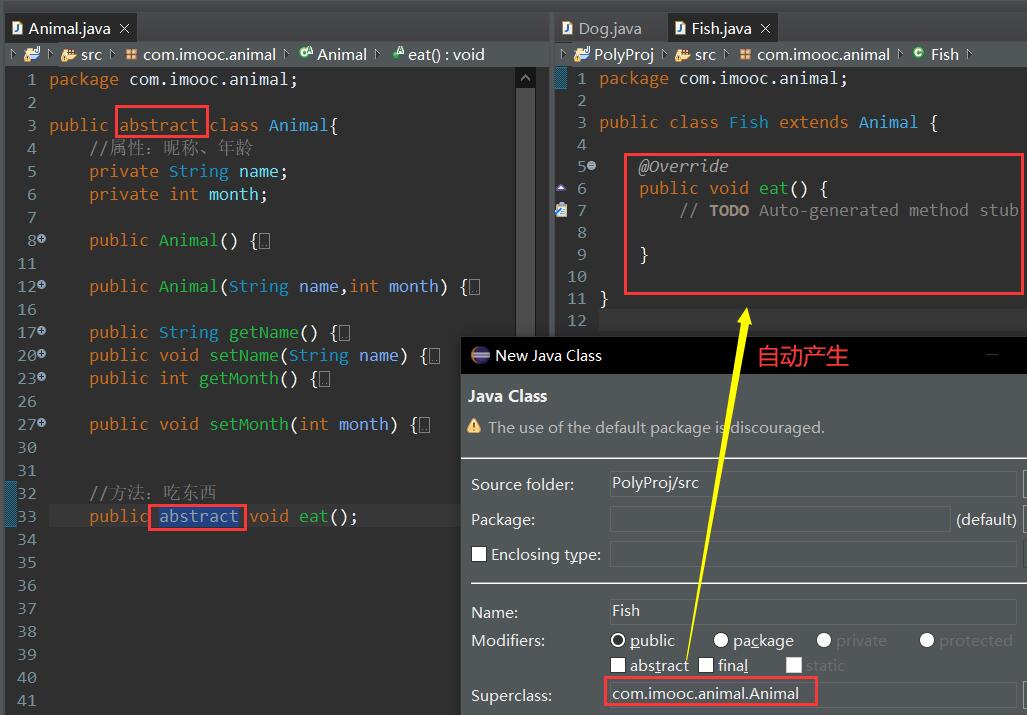 Animal.java
src com.imooc.animal Animal eat() : void
1 package com.imooc.animal;
2
3 public abstract class Animal{
4 //属性：昵称、年龄
5 private String name;
6 private int month;
7
8 public Animal() {
11
12 public Animal(String name,int month) {
16
17 public String getName() {
20 public void setName(String name) {
23 public int getMonth() {
26
27 public void setMonth(int month) {
30
31
32 //方法：吃东西
33 public abstract void eat();
34
35
36
37
38
39
40
41
Dog.java Fish.java
PolyProj src com.imooc.animal Fish
1 package com.imooc.animal;
2
3 public class Fish extends Animal {
4
5 @Override
6 public void eat() {
7 // TODO Auto-generated method stub
8
9 }
10
11 }
12
自动产生
New Java Class
Java Class
The use of the default package is discouraged.
Source folder: PolyProj/src
Package: (default)
Enclosing type:
Name: Fish
Modifiers: public package private protected
abstract final static
Superclass: com.imooc.animal.Animal